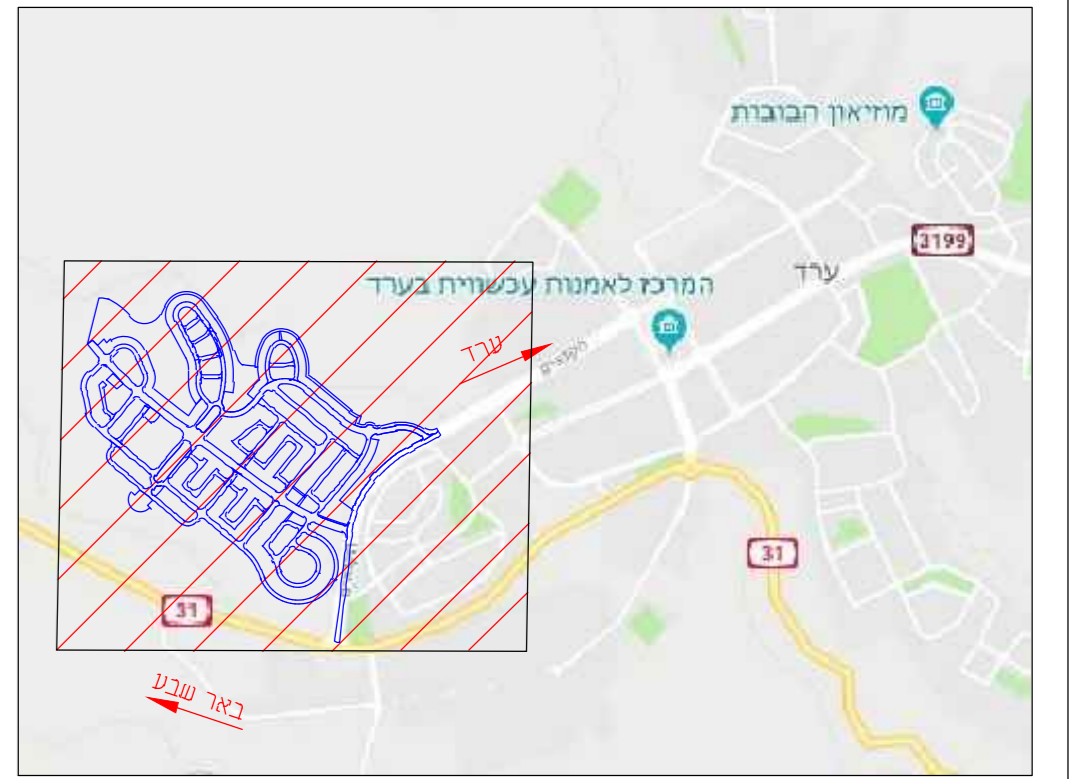 מוזיאון הבובות
3199
ערד
המרכז לאמנות עכשווית בערד
ערד
31
31
באר שבע